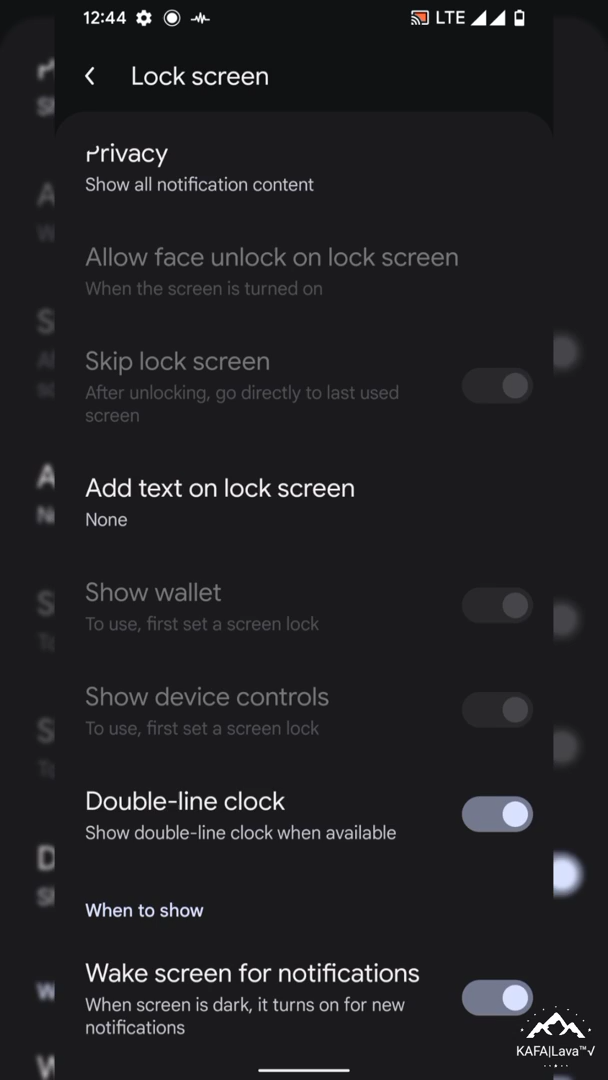 12:44 LTE
Lock screen
Privacy
Show all notification content
Allow face unlock on lock screen
When the screen is turned on
Skip lock screen
After unlocking, go directly to last used
screen
Add text on lock screen
None
Show wallet
To use, first set a screen lock
Show device controls
To use, first set a screen lock
Double-line clock
Show double-line clock when available
When to show
Wake screen for notifications
When screen is dark, it turns on for new
notifications
KAFA|Lava™√